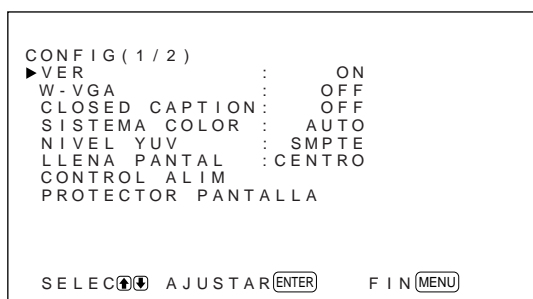 CONFIG(1/2)
▶VER : ON
W-VGA : OFF
CLOSED CAPTION: OFF
SISTEMA COLOR : AUTO
NIVEL YUV : SMPTE
LLENA PANTAL :CENTRO
CONTROL ALIM
PROTECTOR PANTALLA
SELEC⬆⬇ AJUSTAR ENTER FIN MENU